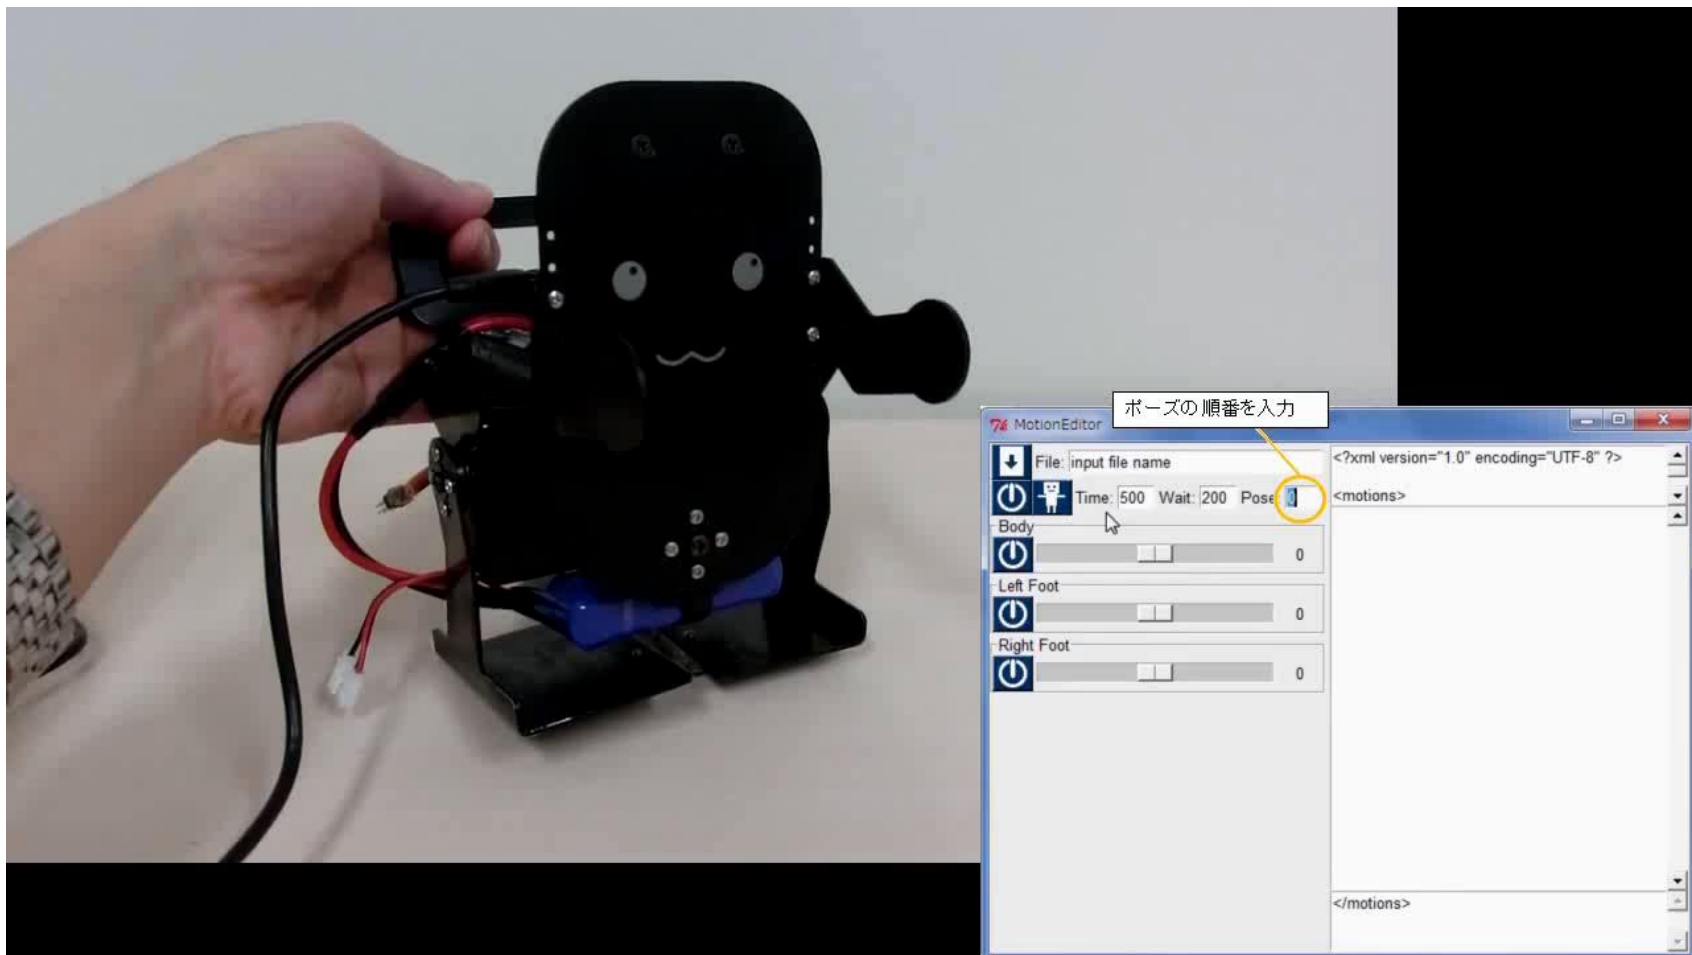 ポーズの順番を入力
MotionEditor
File: input file name
Time: 500 Wait: 200 Pose: 0
Body
0
Left Foot
0
Right Foot
0
<?xml version="1.0" encoding="UTF-8" ?>
<motions>
</motions>